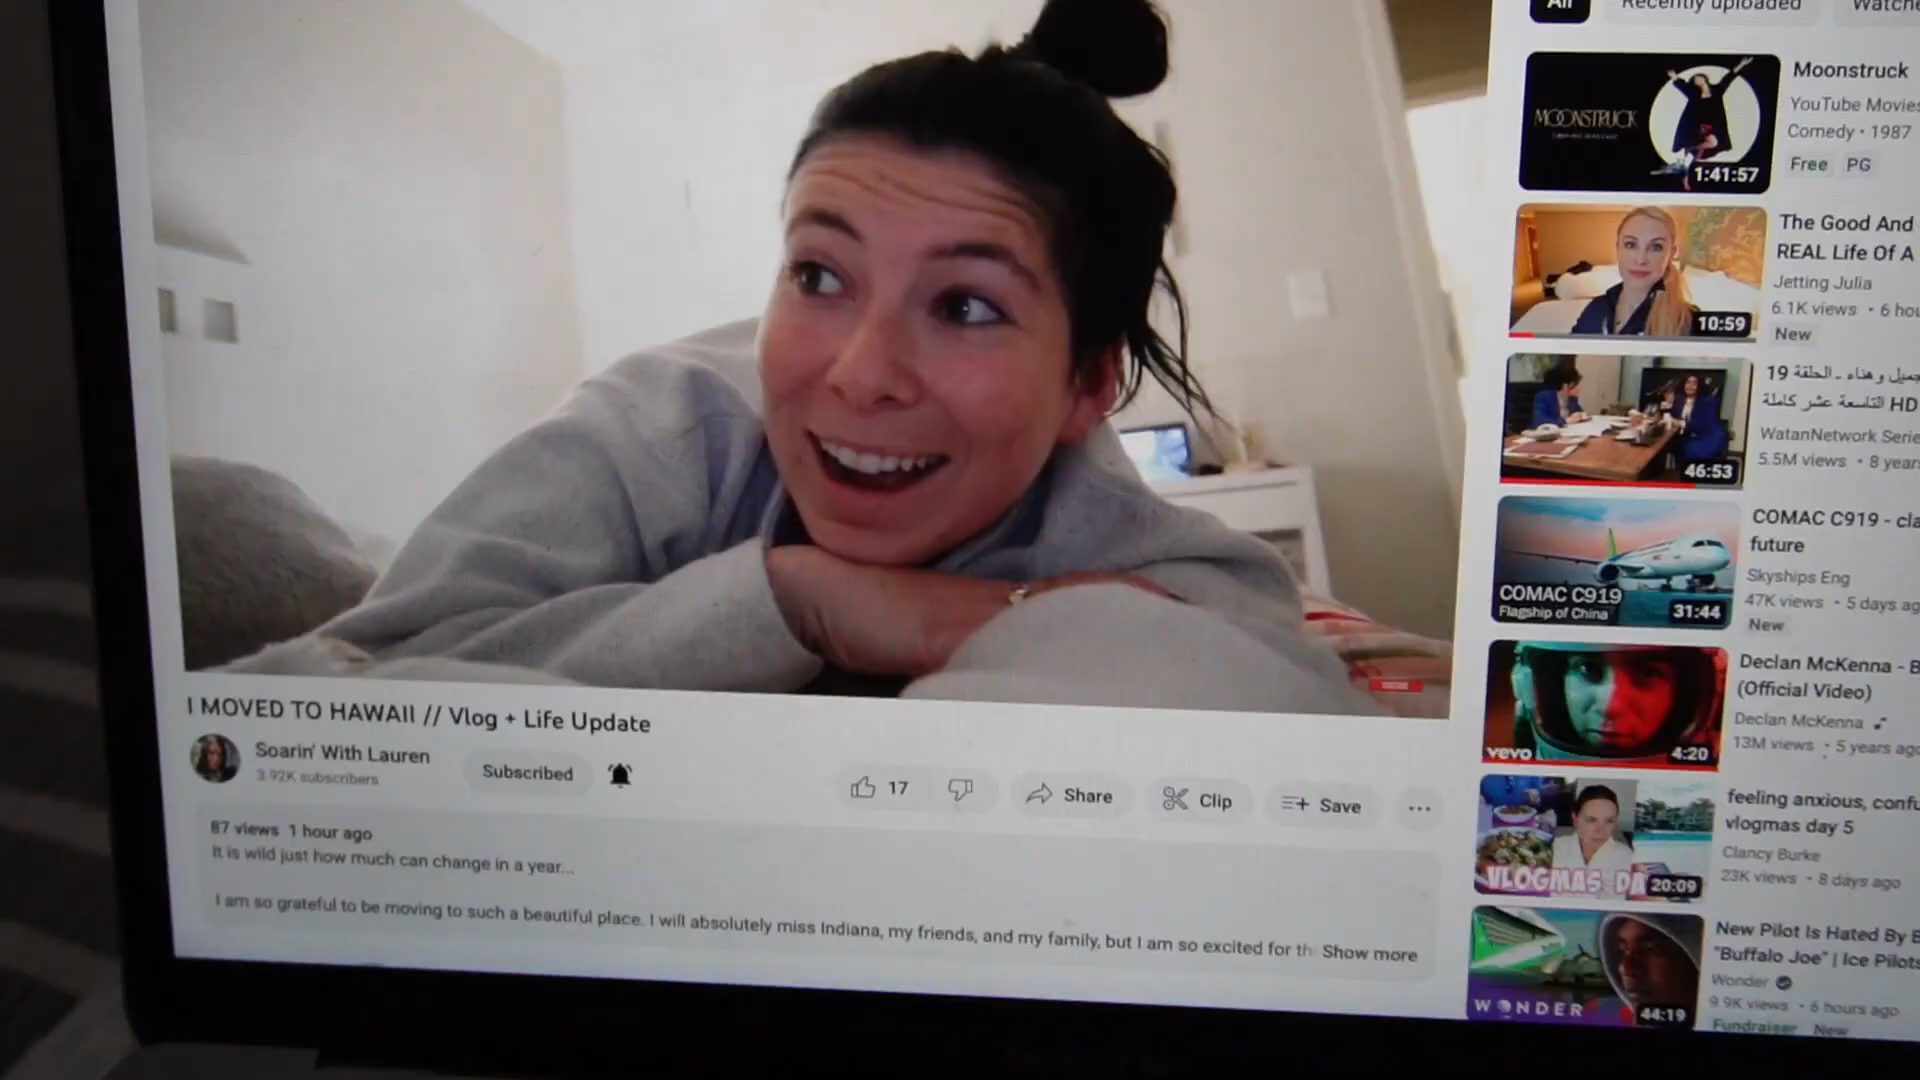 All
Recently uploaded
I MOVED TO HAWAII // Vlog + Life Update
Soarin' With Lauren
3.92K subscribers
Subscribed
17
Share
Clip
Save
87 views 1 hour ago
It is wild just how much can change in a year...
I am so grateful to be moving to such a beautiful place. I will absolutely miss Indiana, my friends, and my family, but I am so excited for th Show more
MOONSTRUCK
1:41:57
Moonstruck
YouTube Movies
Comedy • 1987
Free PG
10:59
The Good And
REAL Life Of A
Jetting Julia
6.1K views • 6 hou
New
46:53
جميل وهناء ـ الحلقة 19
التاسعة عشر كاملة HD
WatanNetwork Serie
5.5M views • 8 years
COMAC C919
Flagship of China
31:44
COMAC C919 - cla
future
Skyships Eng
47K views • 5 days ag
New
vevo
4:20
Declan McKenna - B
(Official Video)
Declan McKenna
13M views • 5 years ago
VLOGMAS DA
20:09
feeling anxious, confu
vlogmas day 5
Clancy Burke
23K views • 8 days ago
WONDER
44:19
New Pilot Is Hated By E
"Buffalo Joe" | Ice Pilots
Wonder
9.9K views • 6 hours ago
Fundraiser New